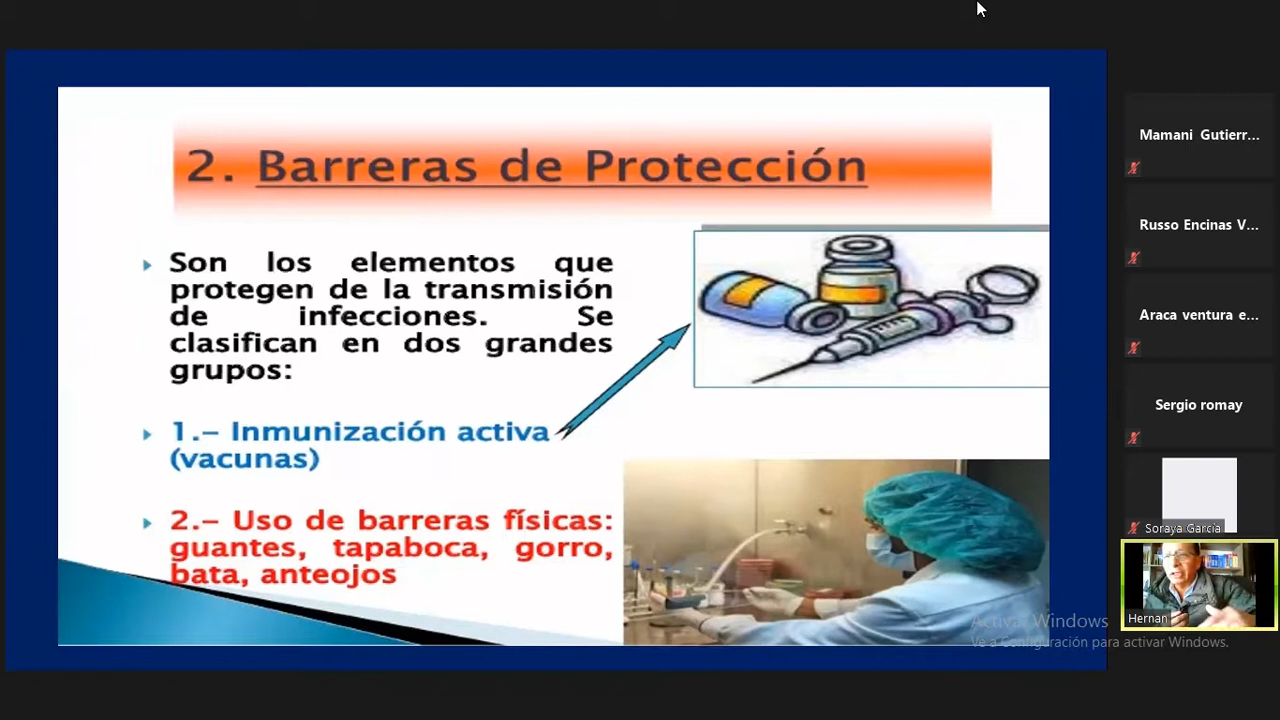 2. Barreras de Protección
Son los elementos que
protegen de la transmisión
de infecciones. Se
clasifican en dos grandes
grupos:
1.- Inmunización activa
(vacunas)
2.- Uso de barreras físicas:
guantes, tapaboca, gorro,
bata, anteojos
Mamani Gutierr...
Russo Encinas V...
Araca ventura e...
Sergio romay
Soraya Garcia
Hernan
Activar Windows
Ve a Configuración para activar Windows.